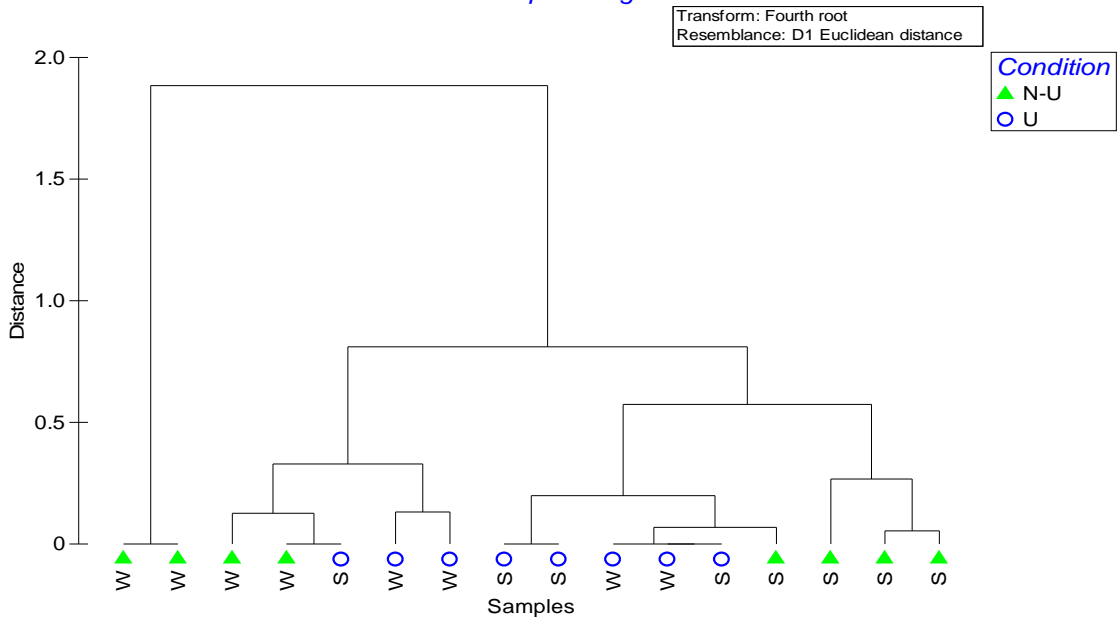 Transform: Fourth root
Resemblance: D1 Euclidean distance
Condition
N-U
U
2.0
1.5
1.0
0.5
0
Distance
W W W W S W W S S W W S S S S S
Samples